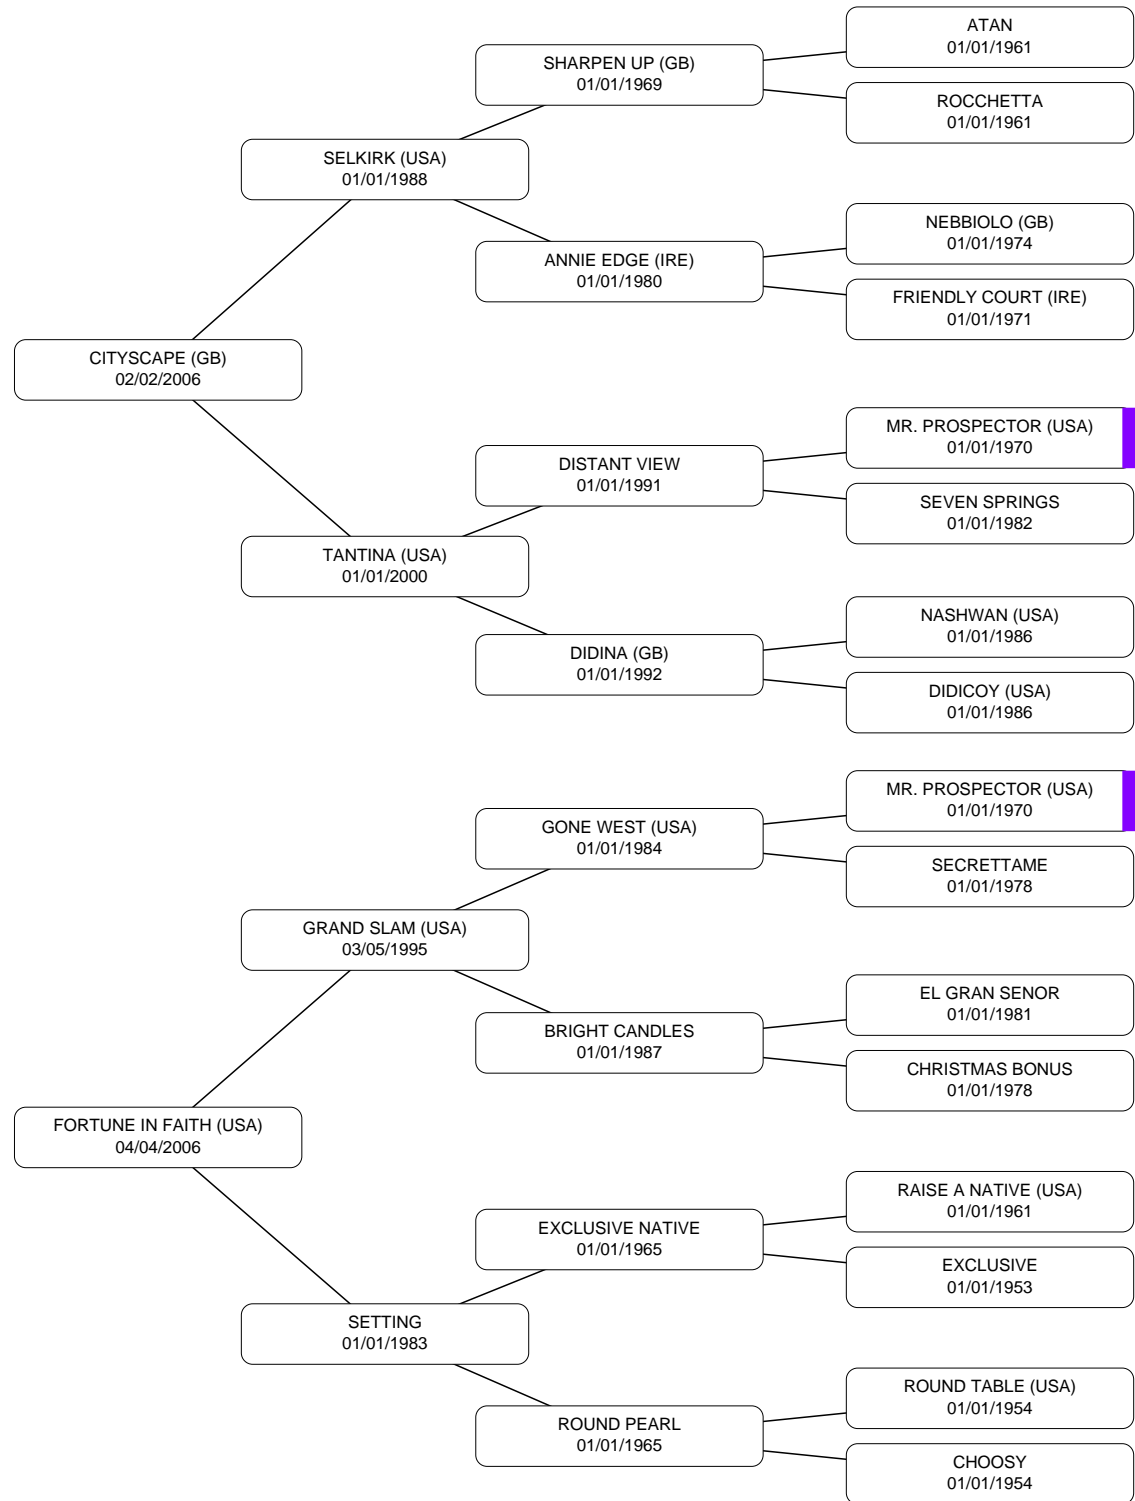 ATAN
01/01/1961
SHARPEN UP (GB)
01/01/1969
ROCCHETTA
01/01/1961
SELKIRK (USA)
01/01/1988
NEBBIOLO (GB)
01/01/1974
ANNIE EDGE (IRE)
01/01/1980
FRIENDLY COURT (IRE)
01/01/1971
CITYSCAPE (GB)
02/02/2006
MR. PROSPECTOR (USA)
01/01/1970
DISTANT VIEW
01/01/1991
SEVEN SPRINGS
01/01/1982
TANTINA (USA)
01/01/2000
NASHWAN (USA)
01/01/1986
DIDINA (GB)
01/01/1992
DIDICOY (USA)
01/01/1986
MR. PROSPECTOR (USA)
01/01/1970
GONE WEST (USA)
01/01/1984
SECRETTAME
01/01/1978
GRAND SLAM (USA)
03/05/1995
EL GRAN SENOR
01/01/1981
BRIGHT CANDLES
01/01/1987
CHRISTMAS BONUS
01/01/1978
FORTUNE IN FAITH (USA)
04/04/2006
RAISE A NATIVE (USA)
01/01/1961
EXCLUSIVE NATIVE
01/01/1965
EXCLUSIVE
01/01/1953
SETTING
01/01/1983
ROUND TABLE (USA)
01/01/1954
ROUND PEARL
01/01/1965
CHOOSY
01/01/1954